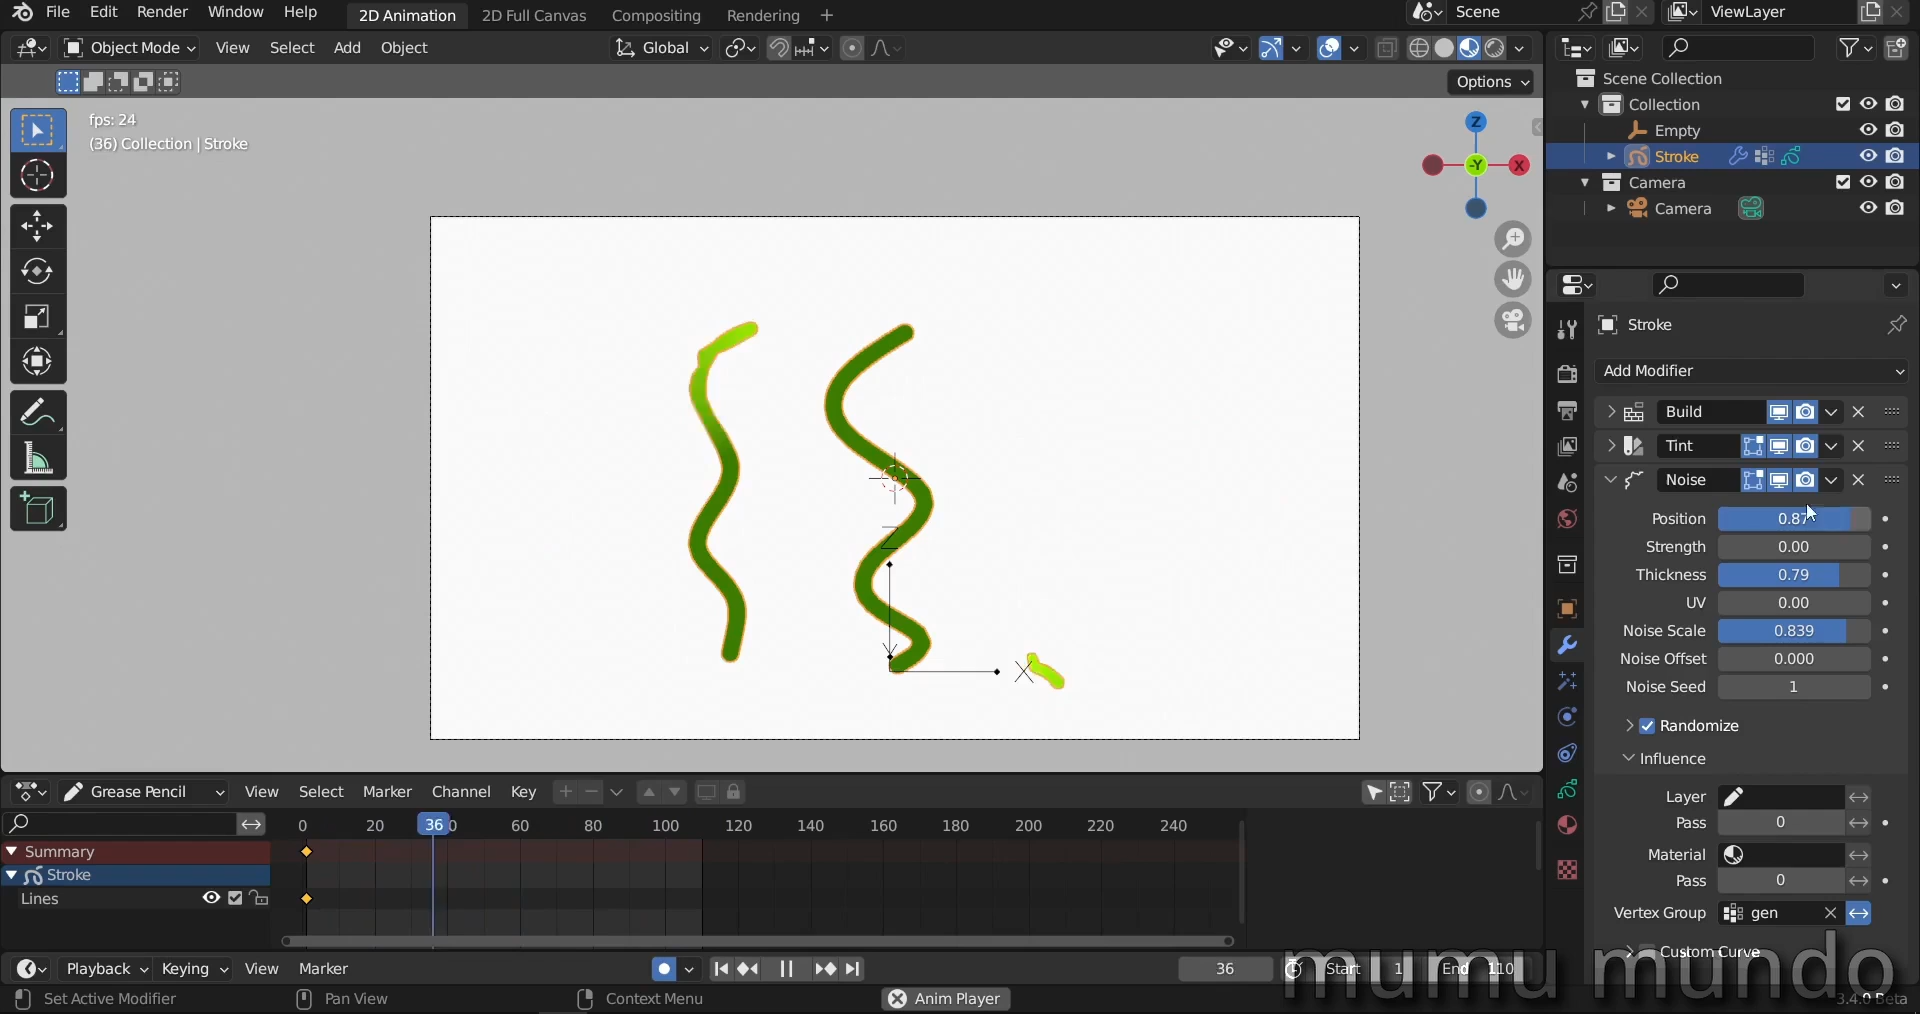 File Edit Render Window Help 2D Animation 2D Full Canvas Compositing Rendering + Scene ViewLayer
Object Mode View Select Add Object Global
Options
fps: 24
(36) Collection | Stroke
Z
-Y
X
Scene Collection
Collection
Empty
Stroke
Camera
Camera
Stroke
Add Modifier
Build
Tint
Noise
Position 0.87
Strength 0.00
Thickness 0.79
UV 0.00
Noise Scale 0.839
Noise Offset 0.000
Noise Seed 1
Randomize
Influence
Layer
Pass 0
Material
Pass 0
Vertex Group gen
Custom Curve
Z
Y
X
Grease Pencil View Select Marker Channel Key
0 20 36 0 60 80 100 120 140 160 180 200 220 240
Summary
Stroke
Lines
Playback Keying View Marker 36 Start 1 End 110
mumu mundo
Set Active Modifier Pan View Context Menu Anim Player 3.4.0 Beta